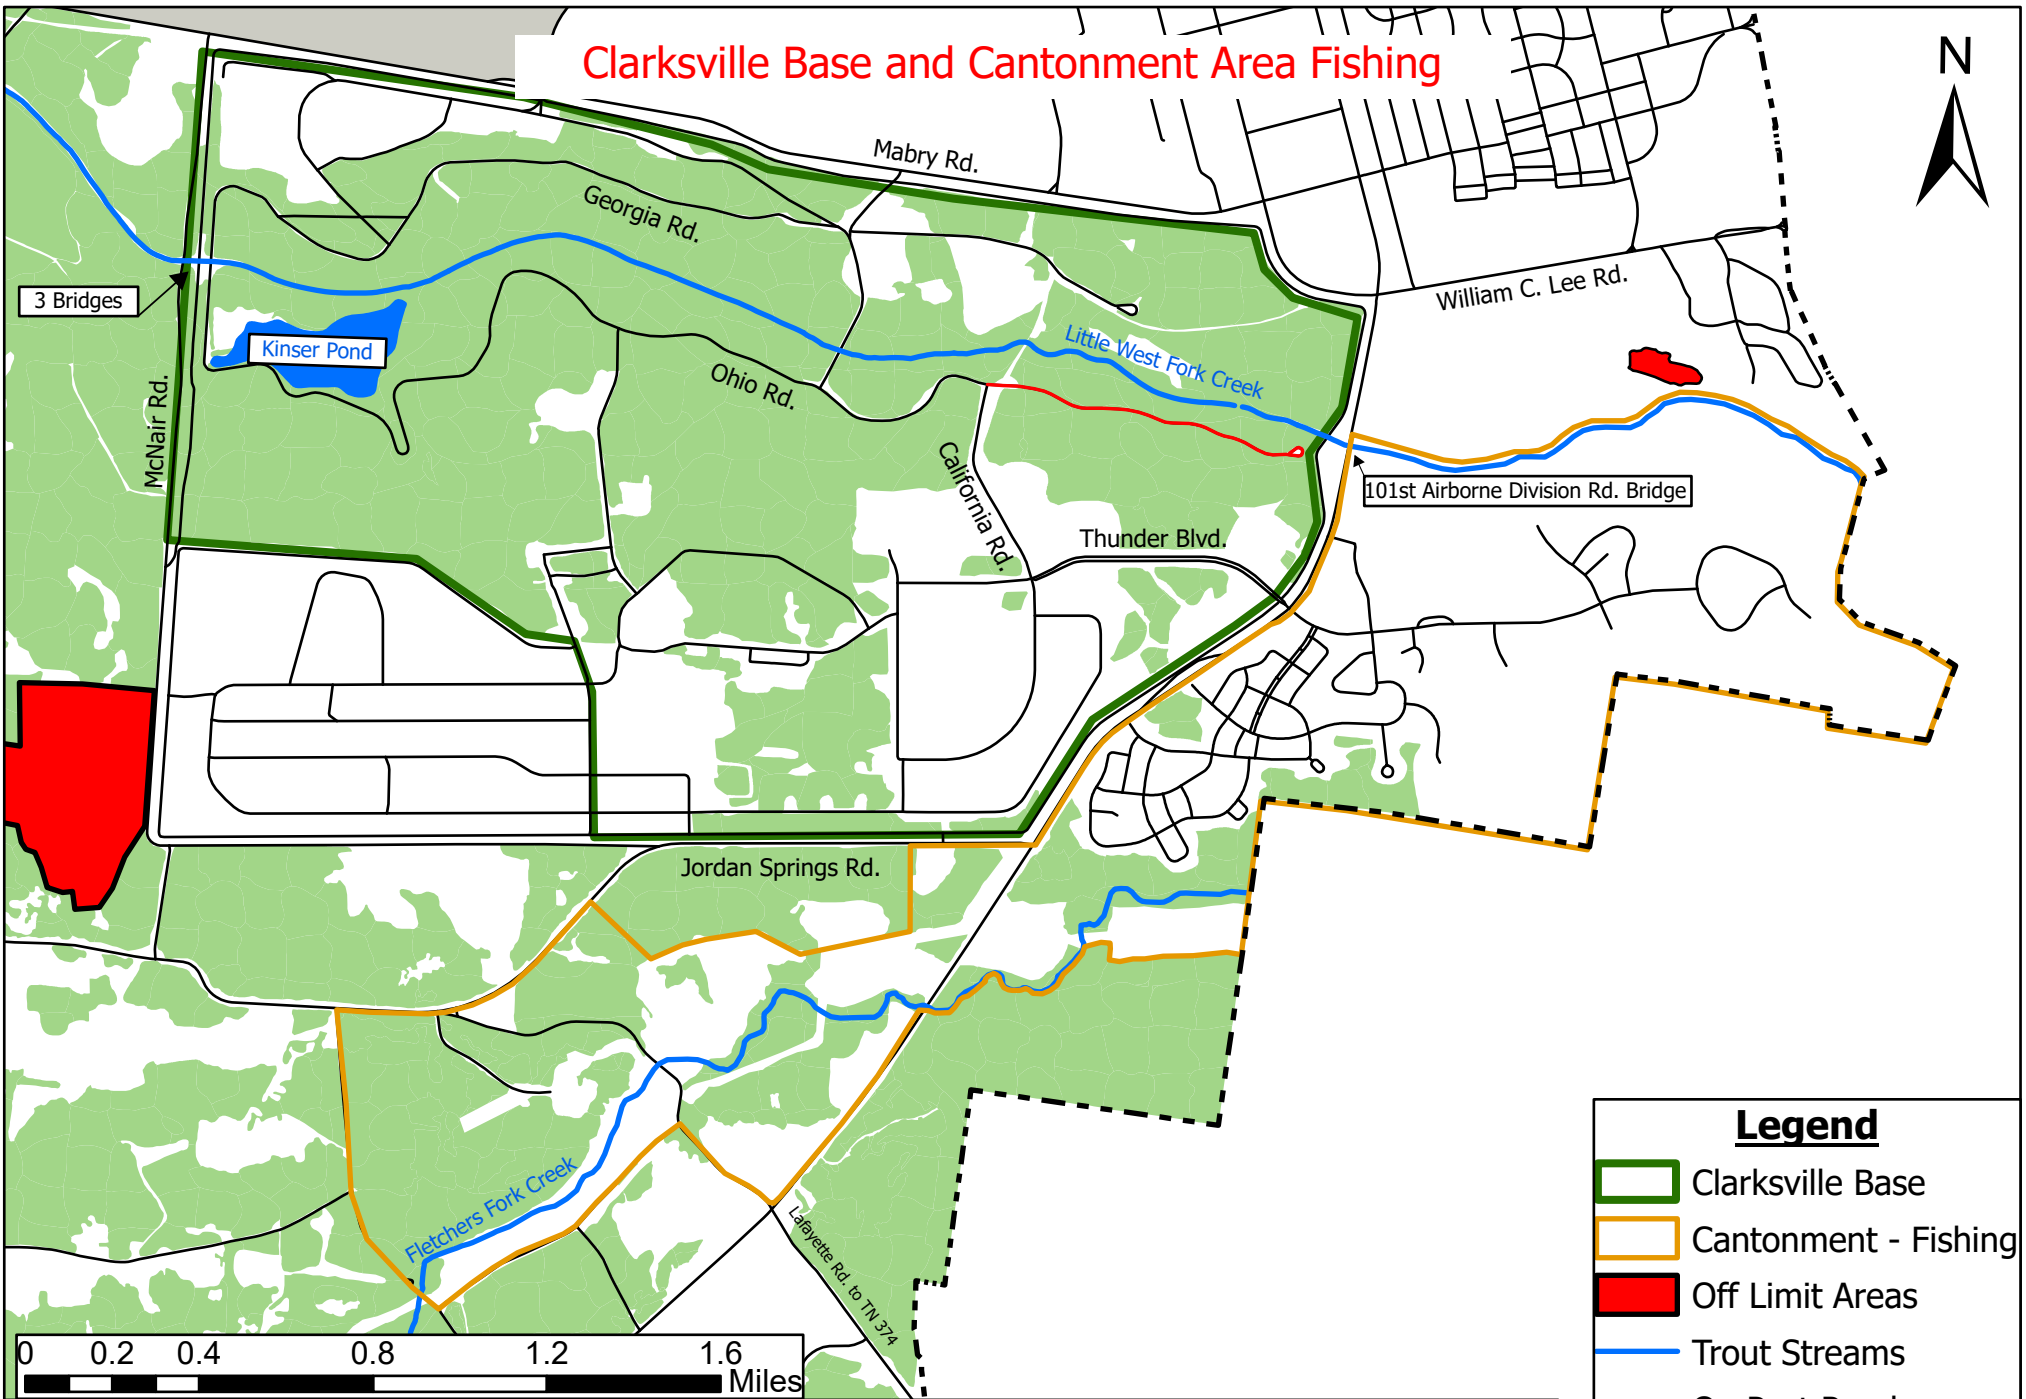 Clarksville Base and Cantonment Area Fishing
N
Mabry Rd.
Georgia Rd.
William C. Lee Rd.
3 Bridges
Kinser Pond
Little West Fork Creek
Ohio Rd.
McNair Rd.
California Rd.
101st Airborne Division Rd. Bridge
Thunder Blvd.
Jordan Springs Rd.
Fletchers Fork Creek
Lafayette Rd. to TN 374
Legend
Clarksville Base
Cantonment - Fishing
Off Limit Areas
Trout Streams
0 0.2 0.4 0.8 1.2 1.6
Miles